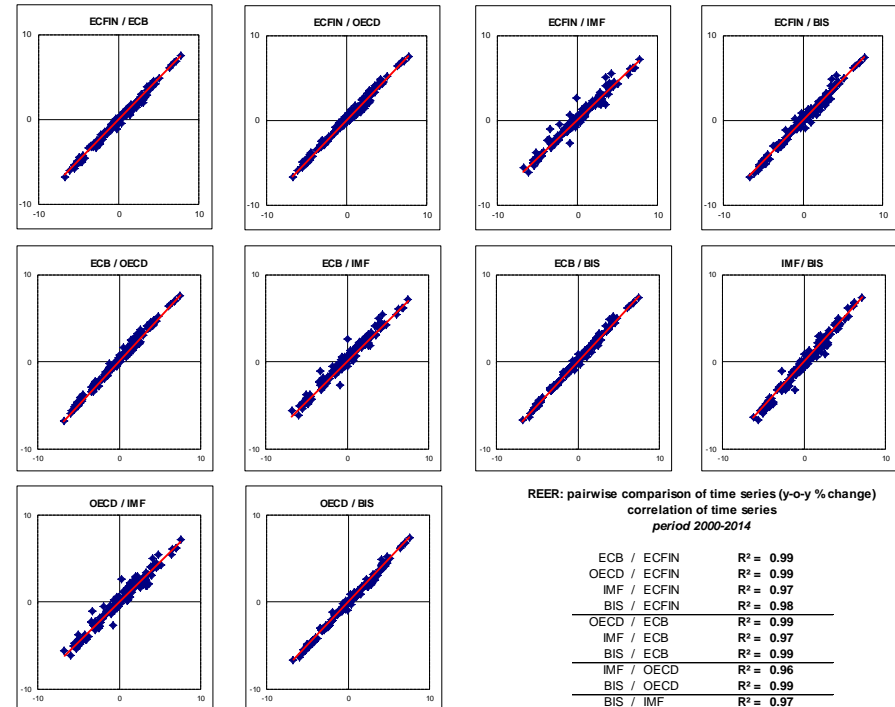 ECFIN / ECB
10
0
-10
-10
0
10
ECFIN / OECD
10
0
-10
-10
0
10
ECFIN / IMF
10
0
-10
-10
0
10
ECFIN / BIS
10
0
-10
-10
0
10
ECB / OECD
10
0
-10
-10
0
10
ECB / IMF
10
0
-10
-10
0
10
ECB / BIS
10
0
-10
-10
0
10
IMF/ BIS
10
0
-10
-10
0
10
OECD / IMF
10
0
-10
-10
0
10
OECD / BIS
10
0
-10
-10
0
10
REER: pairwise comparison of time series (y-o-y % change)
correlation of time series
period 2000-2014
ECB / ECFIN R² = 0.99
OECD / ECFIN R² = 0.99
IMF / ECFIN R² = 0.97
BIS / ECFIN R² = 0.98
OECD / ECB R² = 0.99
IMF / ECB R² = 0.97
BIS / ECB R² = 0.99
IMF / OECD R² = 0.96
BIS / OECD R² = 0.99
BIS / IMF R² = 0.97